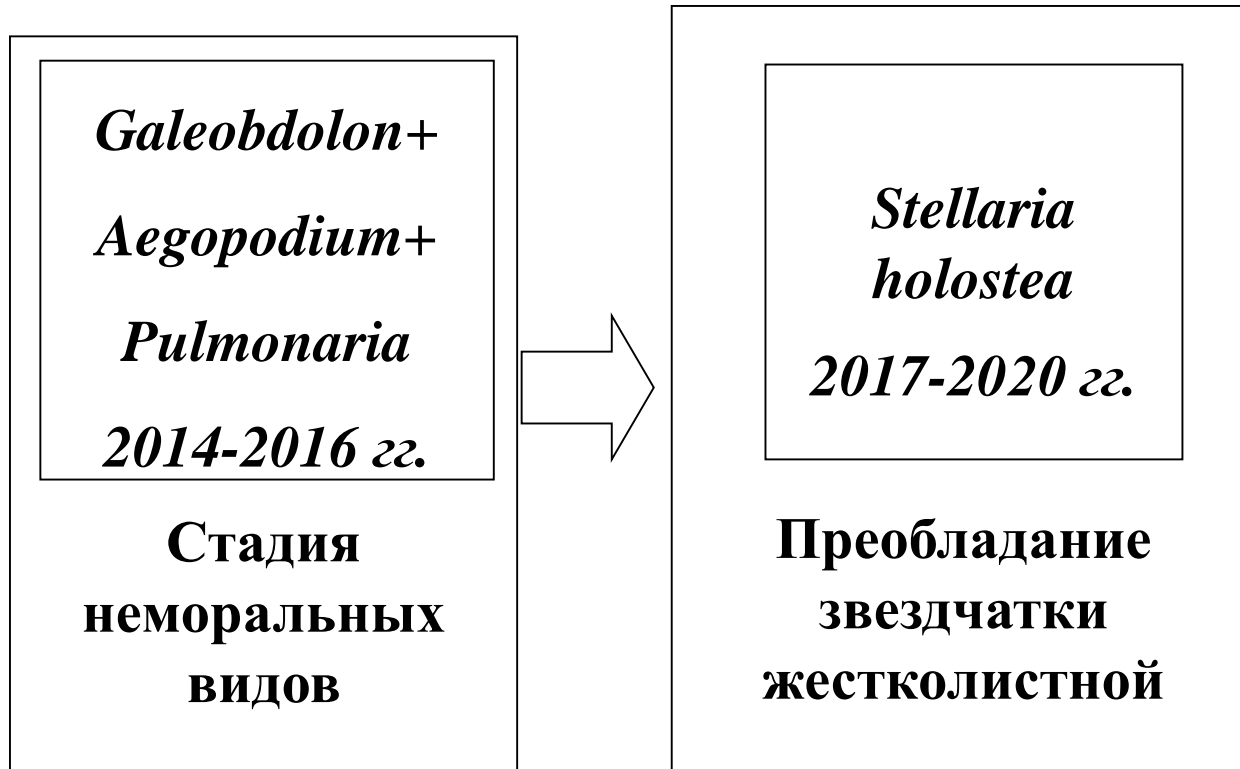 Galeobdolon+
Aegopodium+
Pulmonaria
2014-2016 гг.
Стадия
неморальных
видов
Stellaria
holostea
2017-2020 гг.
Преобладание
звездчатки
жестколистной